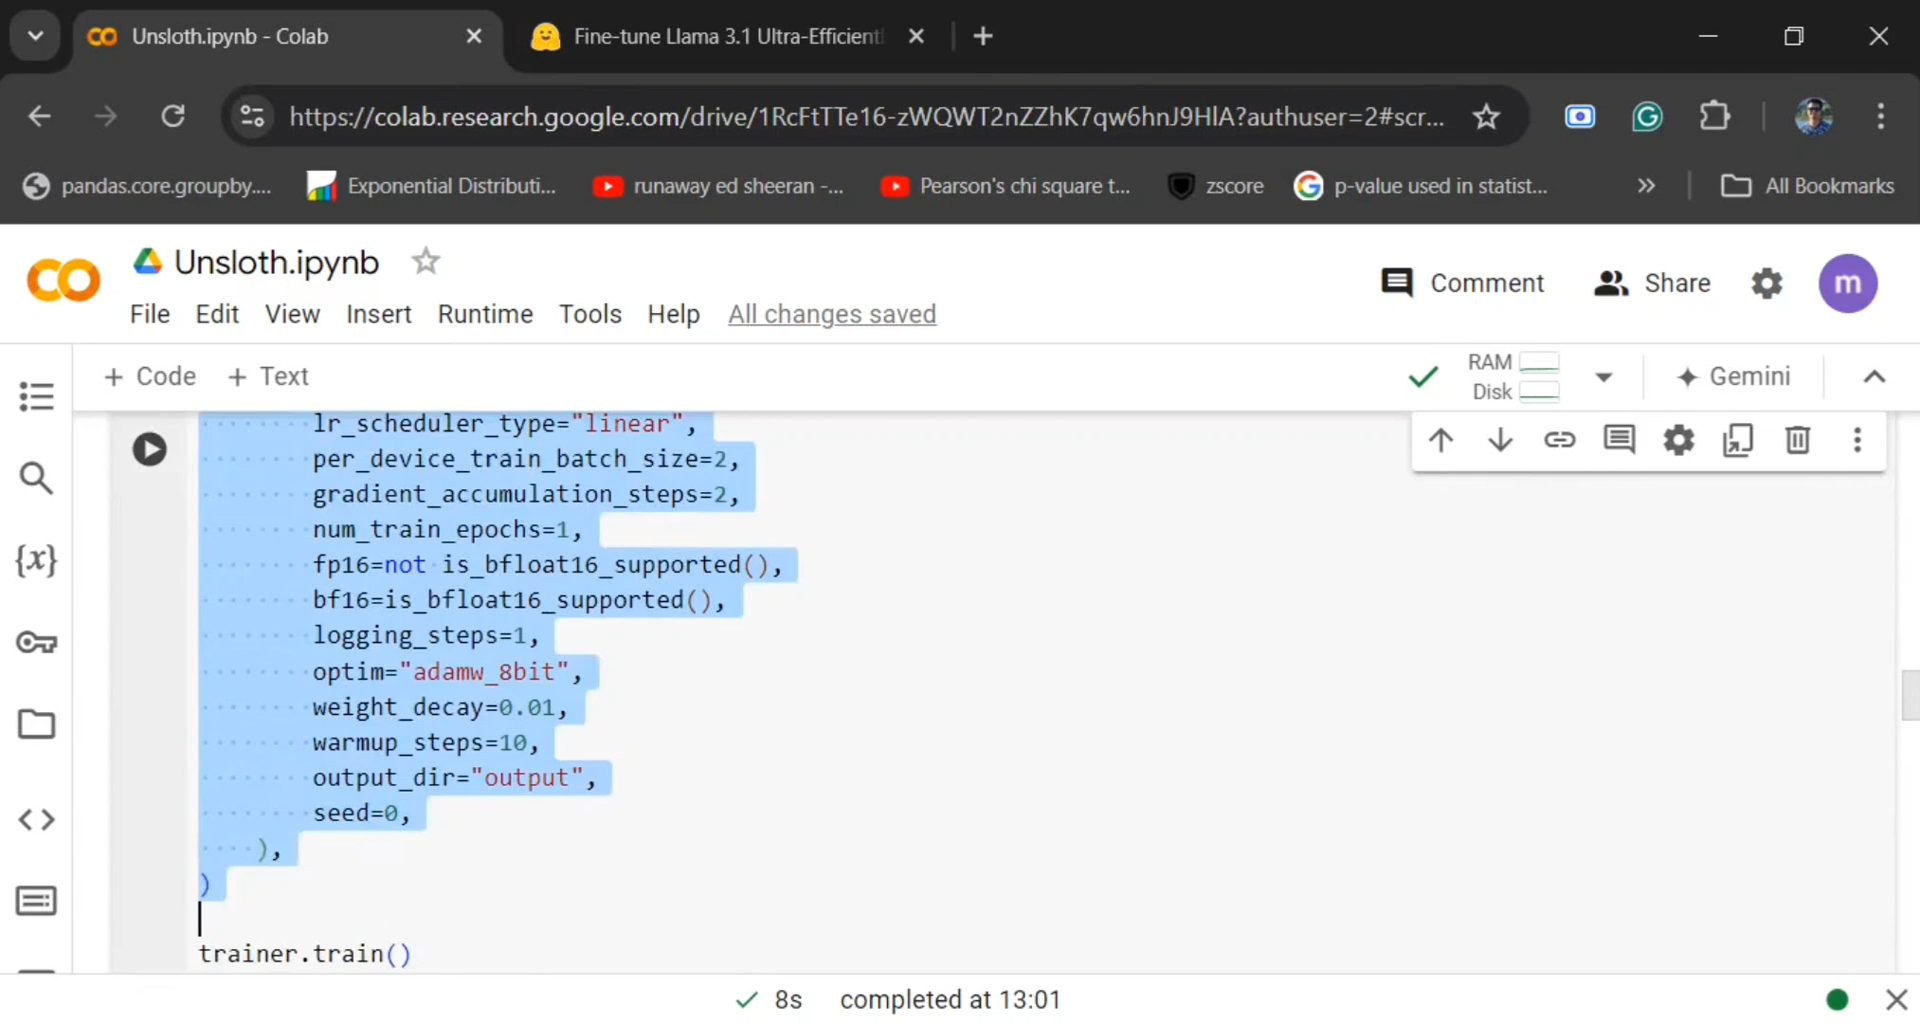 Unsloth.ipynb - Colab
Fine-tune Llama 3.1 Ultra-Efficientl
https://colab.research.google.com/drive/1RcFtTTe16-zWQWT2nZZhK7qw6hnJ9HlA?authuser=2#scr...
pandas.core.groupby....
Exponential Distributi...
runaway ed sheeran -...
Pearson's chi square t...
zscore
p-value used in statist...
All Bookmarks
Unsloth.ipynb
Comment
Share
m
File Edit View Insert Runtime Tools Help All changes saved
+ Code + Text
RAM
Disk
Gemini
lr_scheduler_type="linear",
per_device_train_batch_size=2,
gradient_accumulation_steps=2,
num_train_epochs=1,
fp16=not is_bfloat16_supported(),
bf16=is_bfloat16_supported(),
logging_steps=1,
optim="adamw_8bit",
weight_decay=0.01,
warmup_steps=10,
output_dir="output",
seed=0,
),
)
trainer.train()
8s completed at 13:01